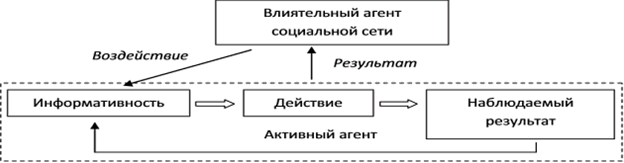 Влиятельный агент
социальной сети
Воздействие
Результат
Информативность
Действие
Наблюдаемый
результат
Активный агент